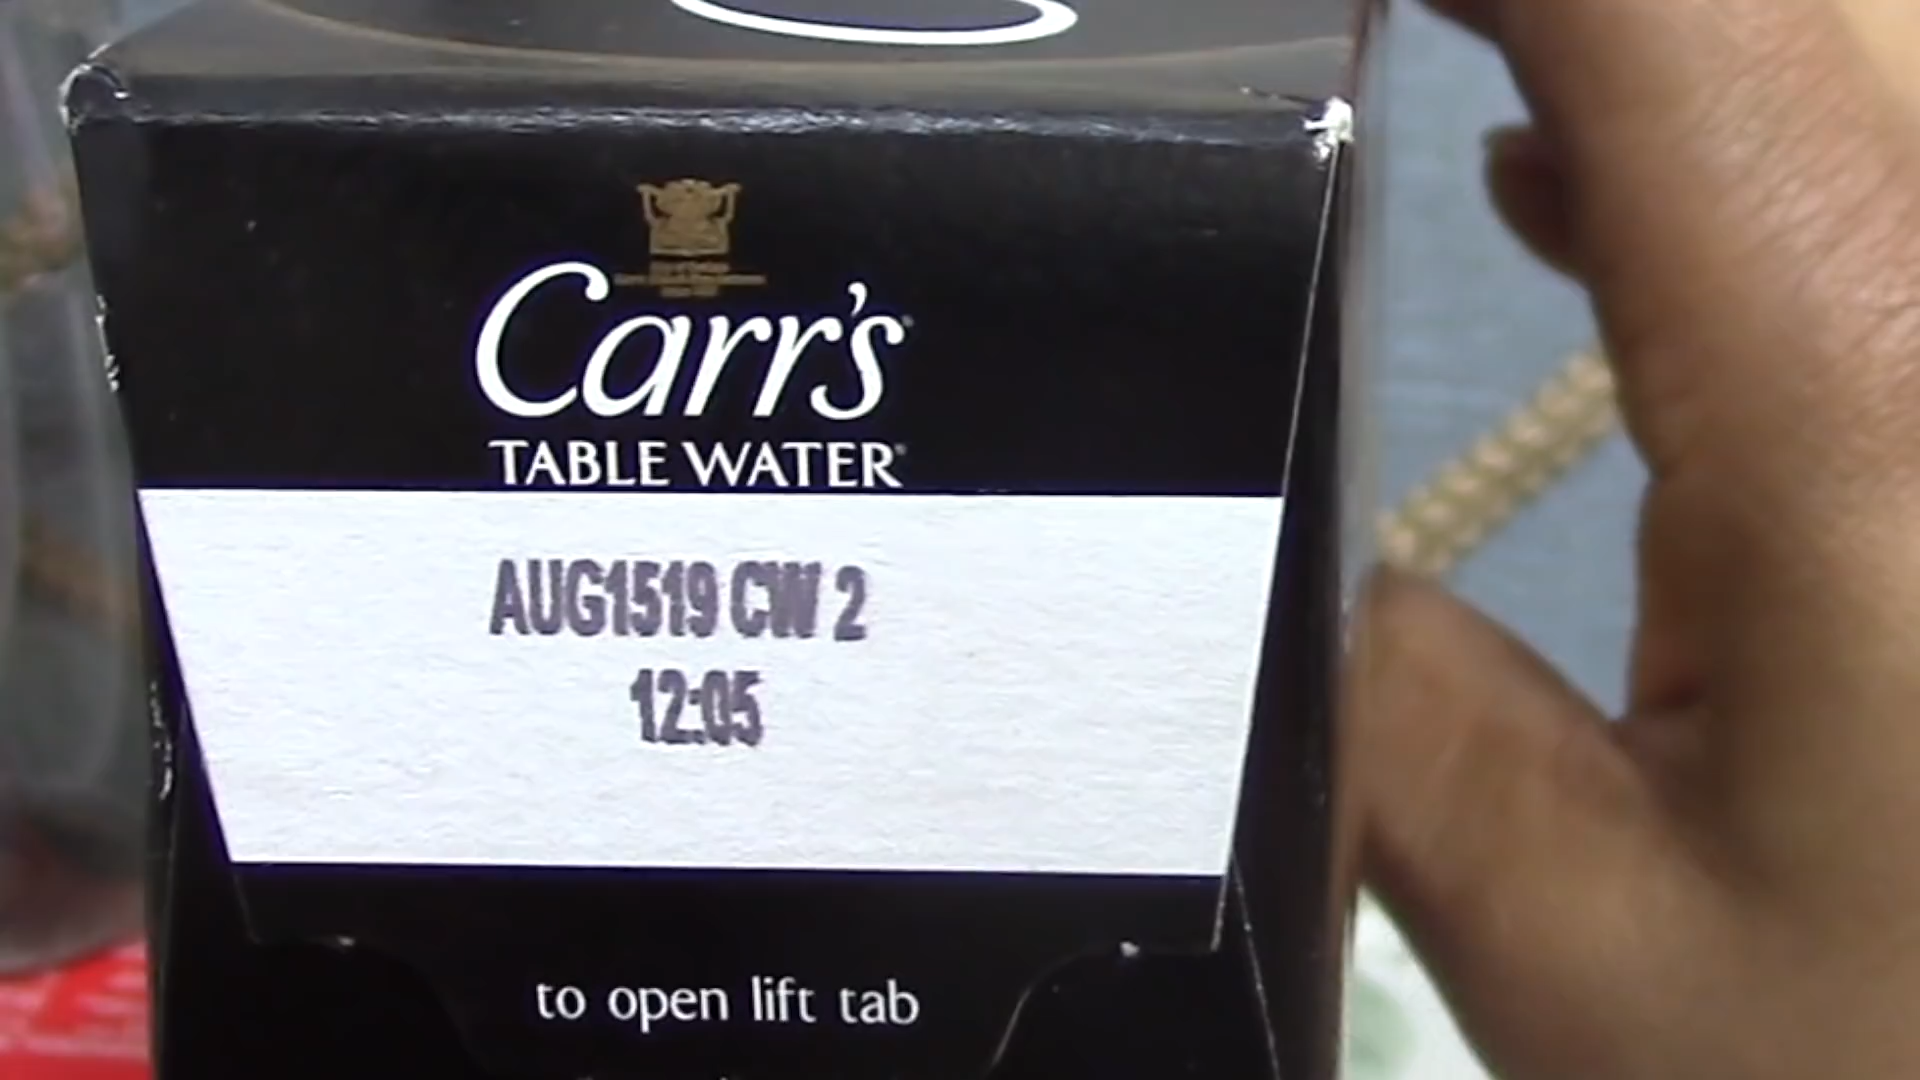 Carr's
TABLE WATER
AUG1519 CW 2
12:05
to open lift tab